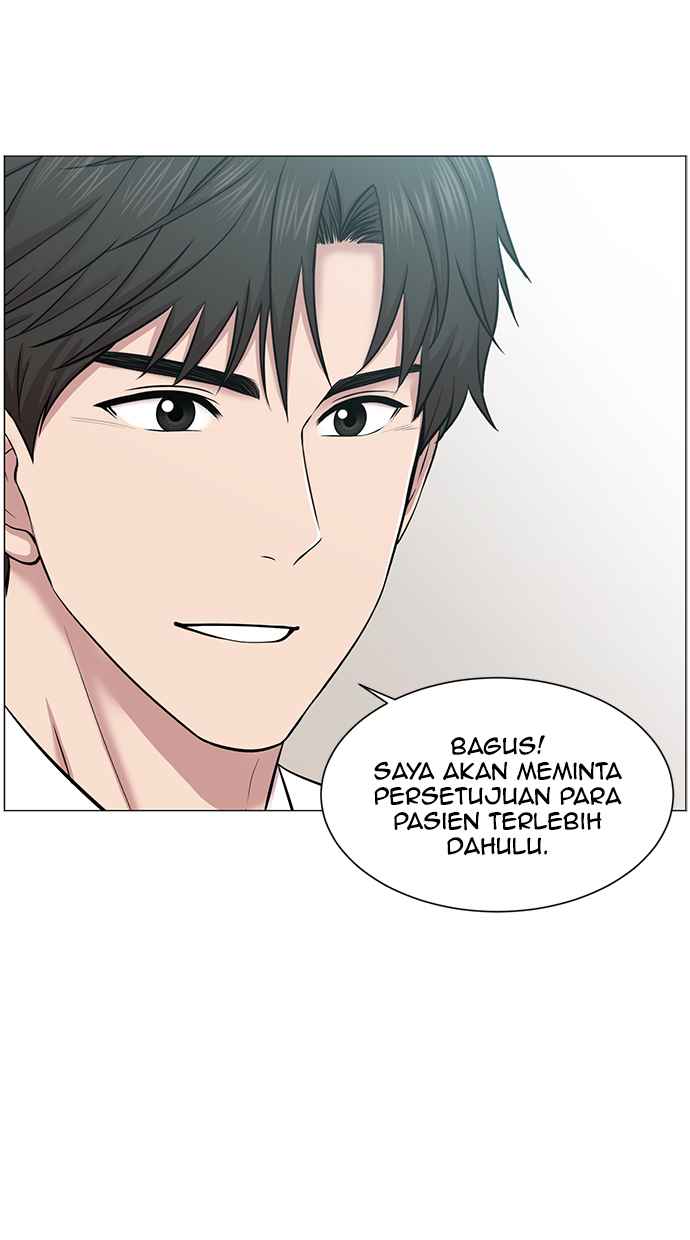 BAGUS!
SAYA AKAN MEMINTA
PERSETUJUAN PARA
PASIEN TERLEBIH
DAHULU.